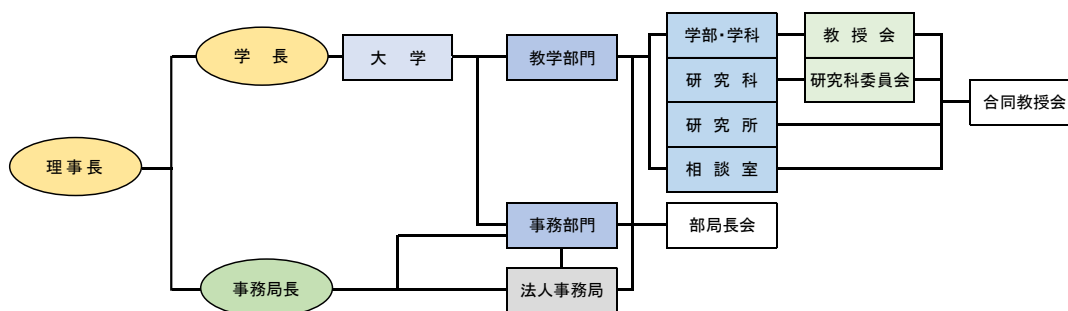 学部・学科
教 授 会
学 長
大 学
教学部門
研 究 科
研究科委員会
合同教授会
研 究 所
理事長
相 談 室
事務部門
部局長会
事務局長
法人事務局